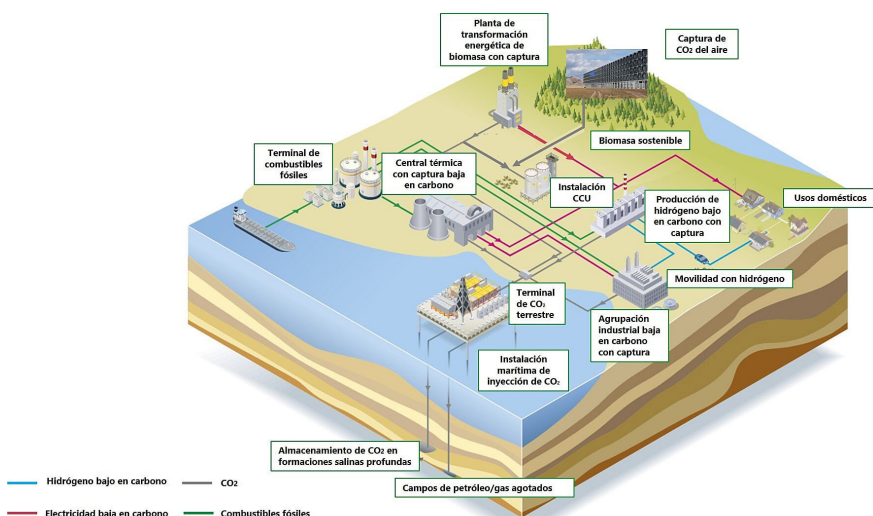 Planta de
transformación
energética de
biomasa con captura
Captura de
CO₂ del aire
Biomasa sostenible
Terminal de
combustibles
fósiles
Central térmica
con captura baja
en carbono
Instalación
CCU
Producción de
hidrógeno bajo
en carbono con
captura
Usos domésticos
Movilidad con hidrógeno
Terminal
de CO₂
terrestre
Agrupación
industrial baja
en carbono
con captura
Instalación
marítima de
inyección de CO₂
Almacenamiento de CO₂ en
formaciones salinas profundas
Campos de petróleo/gas agotados
Hidrógeno bajo en carbono
CO₂
Electricidad baja en carbono
Combustibles fósiles